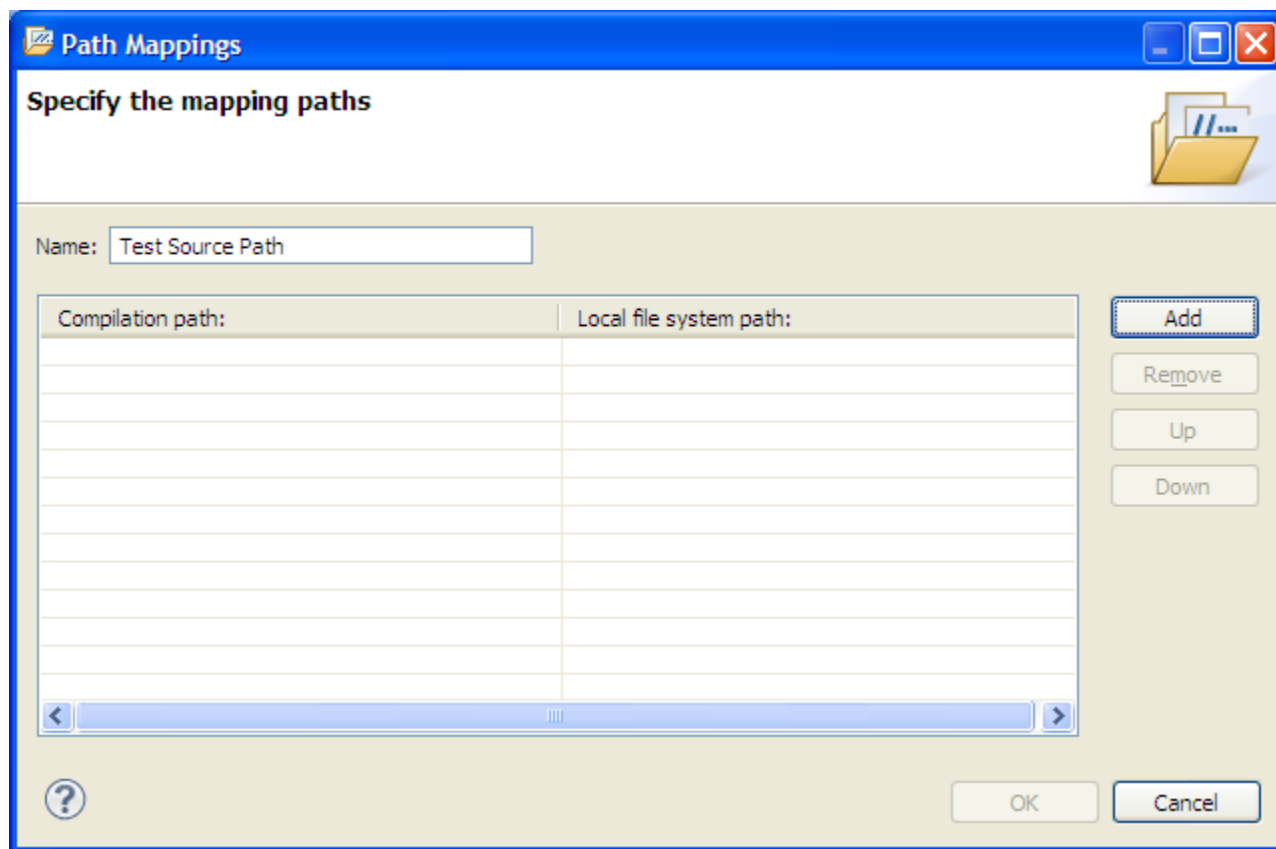 Path Mappings
Specify the mapping paths
//...
Name: Test Source Path
Compilation path: Local file system path:
Add
Remove
Up
Down
?
OK Cancel